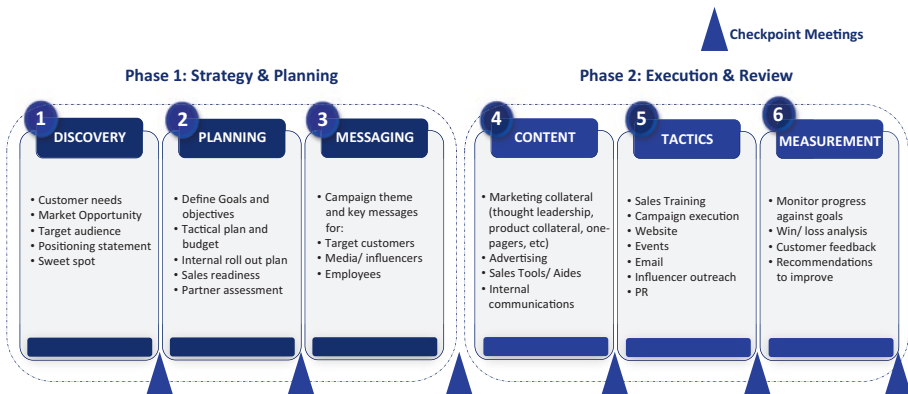 Checkpoint Meetings
Phase 1: Strategy & Planning
Phase 2: Execution & Review
1
DISCOVERY
• Customer needs
• Market Opportunity
• Target audience
• Positioning statement
• Sweet spot
2
PLANNING
• Define Goals and
objectives
• Tactical plan and
budget
• Internal roll out plan
• Sales readiness
• Partner assessment
3
MESSAGING
• Campaign theme
and key messages
for:
• Target customers
• Media/ influencers
• Employees
4
CONTENT
• Marketing collateral
(thought leadership,
product collateral, one-
pagers, etc)
• Advertising
• Sales Tools/ Aides
• Internal
communications
5
TACTICS
• Sales Training
• Campaign execution
• Website
• Events
• Email
• Influencer outreach
• PR
6
MEASUREMENT
• Monitor progress
against goals
• Win/ loss analysis
• Customer feedback
• Recommendations
to improve